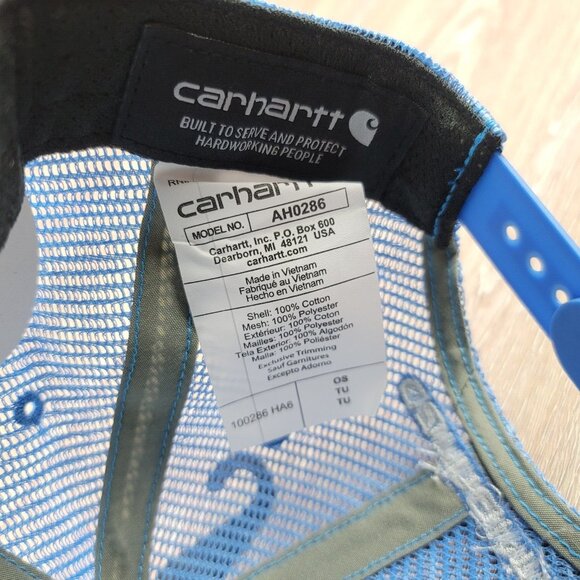 carhartt
BUILT TO SERVE AND PROTECT
HARDWORKING PEOPLE
carhartt
MODEL NO. AH0286
Carhartt, Inc. P.O. Box 600
Dearborn, MI 48121 USA
carhartt.com
Made in Vietnam
Fabriqué au Vietnam
Hecho en Vietnam
Shell: 100% Cotton
Mesh: 100% Polyester
Extérieur: 100% Coton
Mailles: 100% Polyester
Tela Exterior: 100% Algodón
Malla: 100% Poliéster
Exclusive Trimming
Sauf Garnitures
Excepto Adorno
100286 HA6
OS
TU
TU